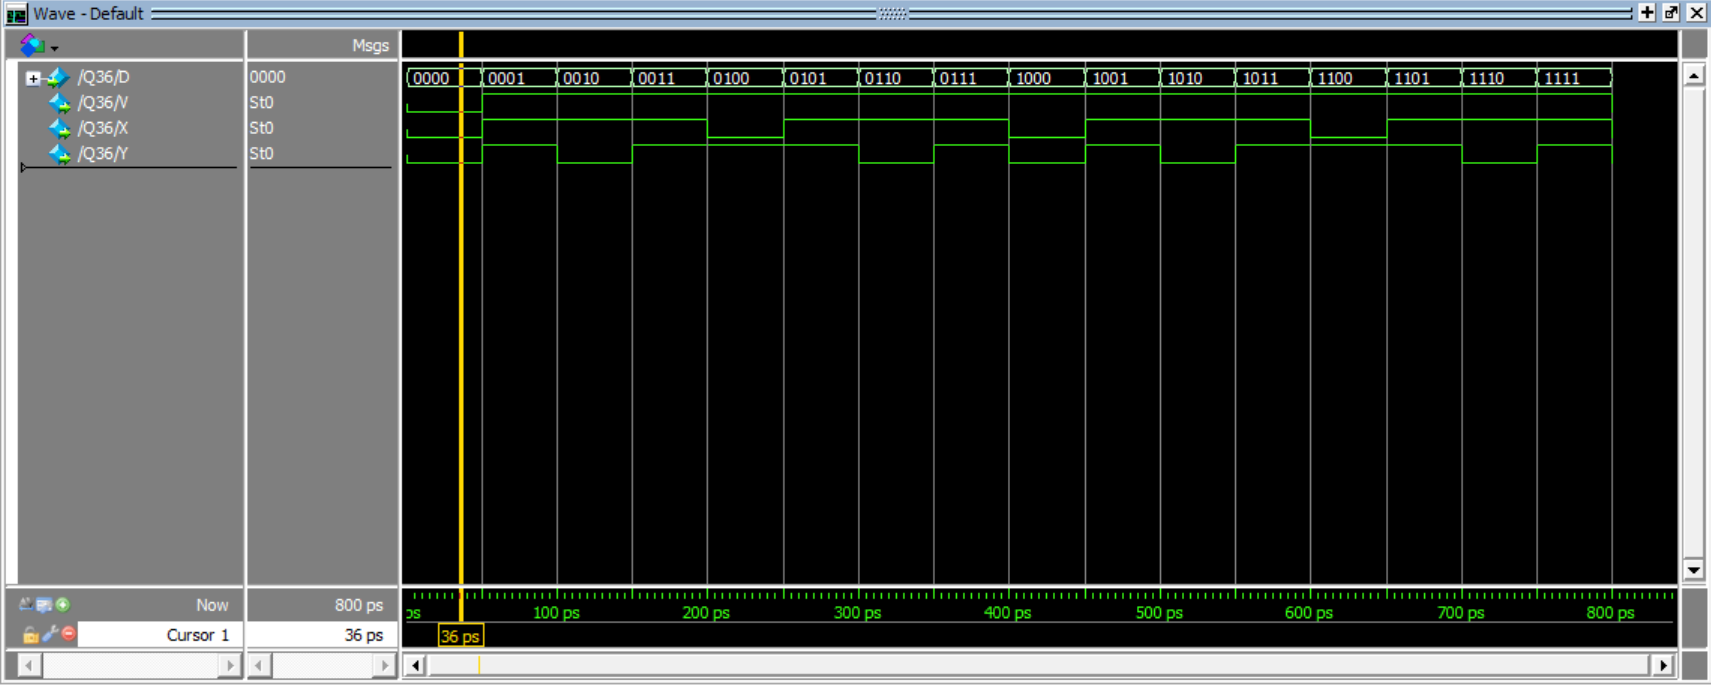 Wave - Default
Msgs
/Q36/D 0000 0000 0001 0010 0011 0100 0101 0110 0111 1000 1001 1010 1011 1100 1101 1110 1111
/Q36/V St0
/Q36/X St0
/Q36/Y St0
Now 800 ps ps 100 ps 200 ps 300 ps 400 ps 500 ps 600 ps 700 ps 800 ps
Cursor 1 36 ps 36 ps